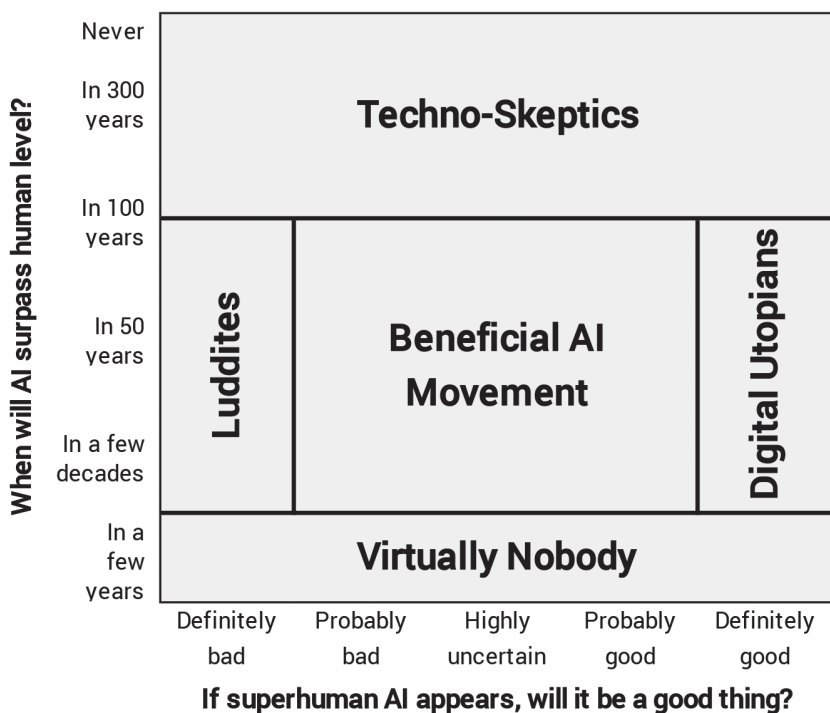 When will AI surpass human level?
Never
In 300
years
In 100
years
In 50
years
In a few
decades
In a
few
years
Techno-Skeptics
Luddites
Beneficial AI
Movement
Digital Utopians
Virtually Nobody
Definitely
bad
Probably
bad
Highly
uncertain
Probably
good
Definitely
good
If superhuman AI appears, will it be a good thing?